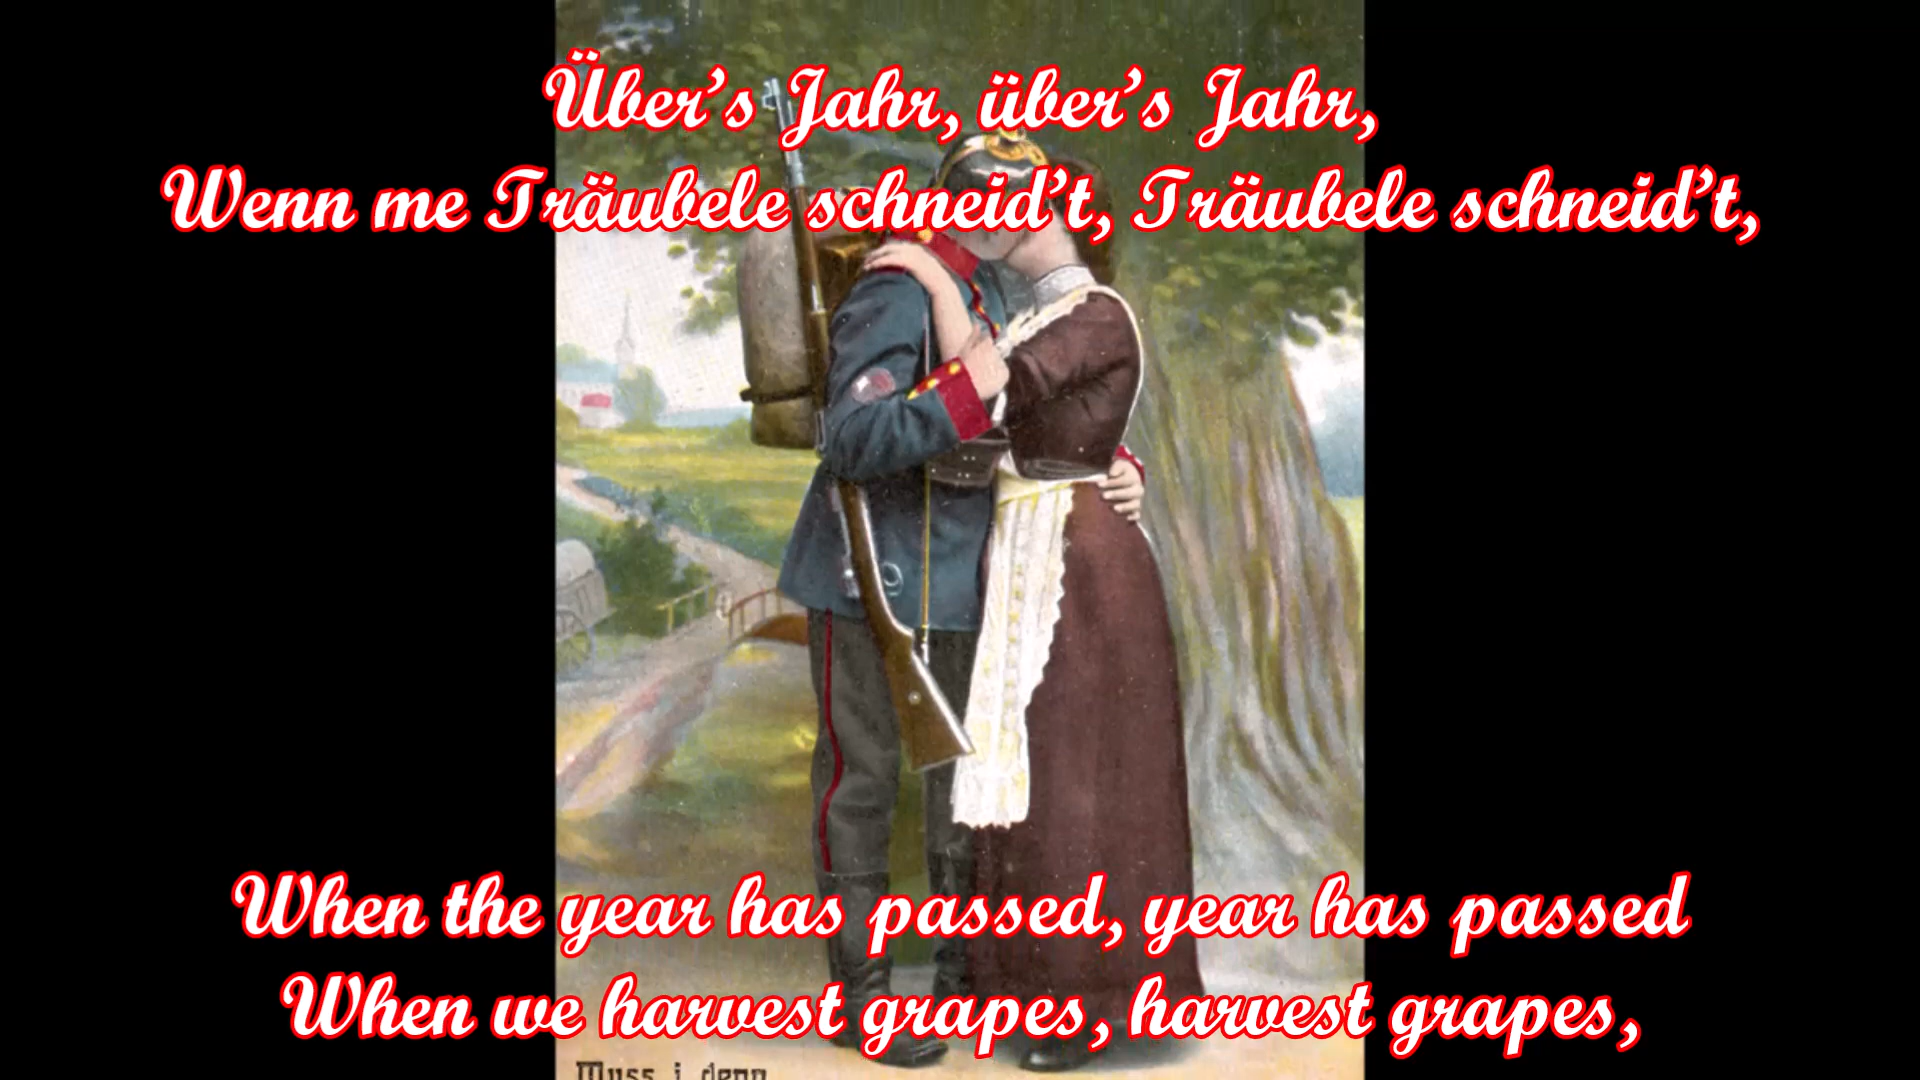 Über's Jahr, über's Jahr,
Wenn me Träubele schneid't, Träubele schneid't,
When the year has passed, year has passed
When we harvest grapes, harvest grapes,
Muss i denn